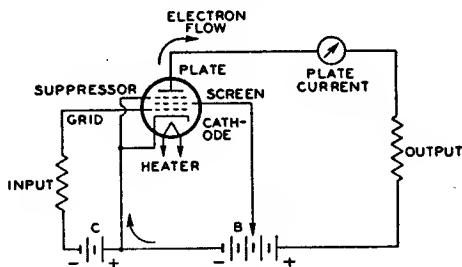 ELECTRON
FLOW
PLATE
SUPPRESSOR
SCREEN
GRID
CATH-
ODE
HEATER
PLATE
CURRENT
INPUT
OUTPUT
C
B
- +
- +